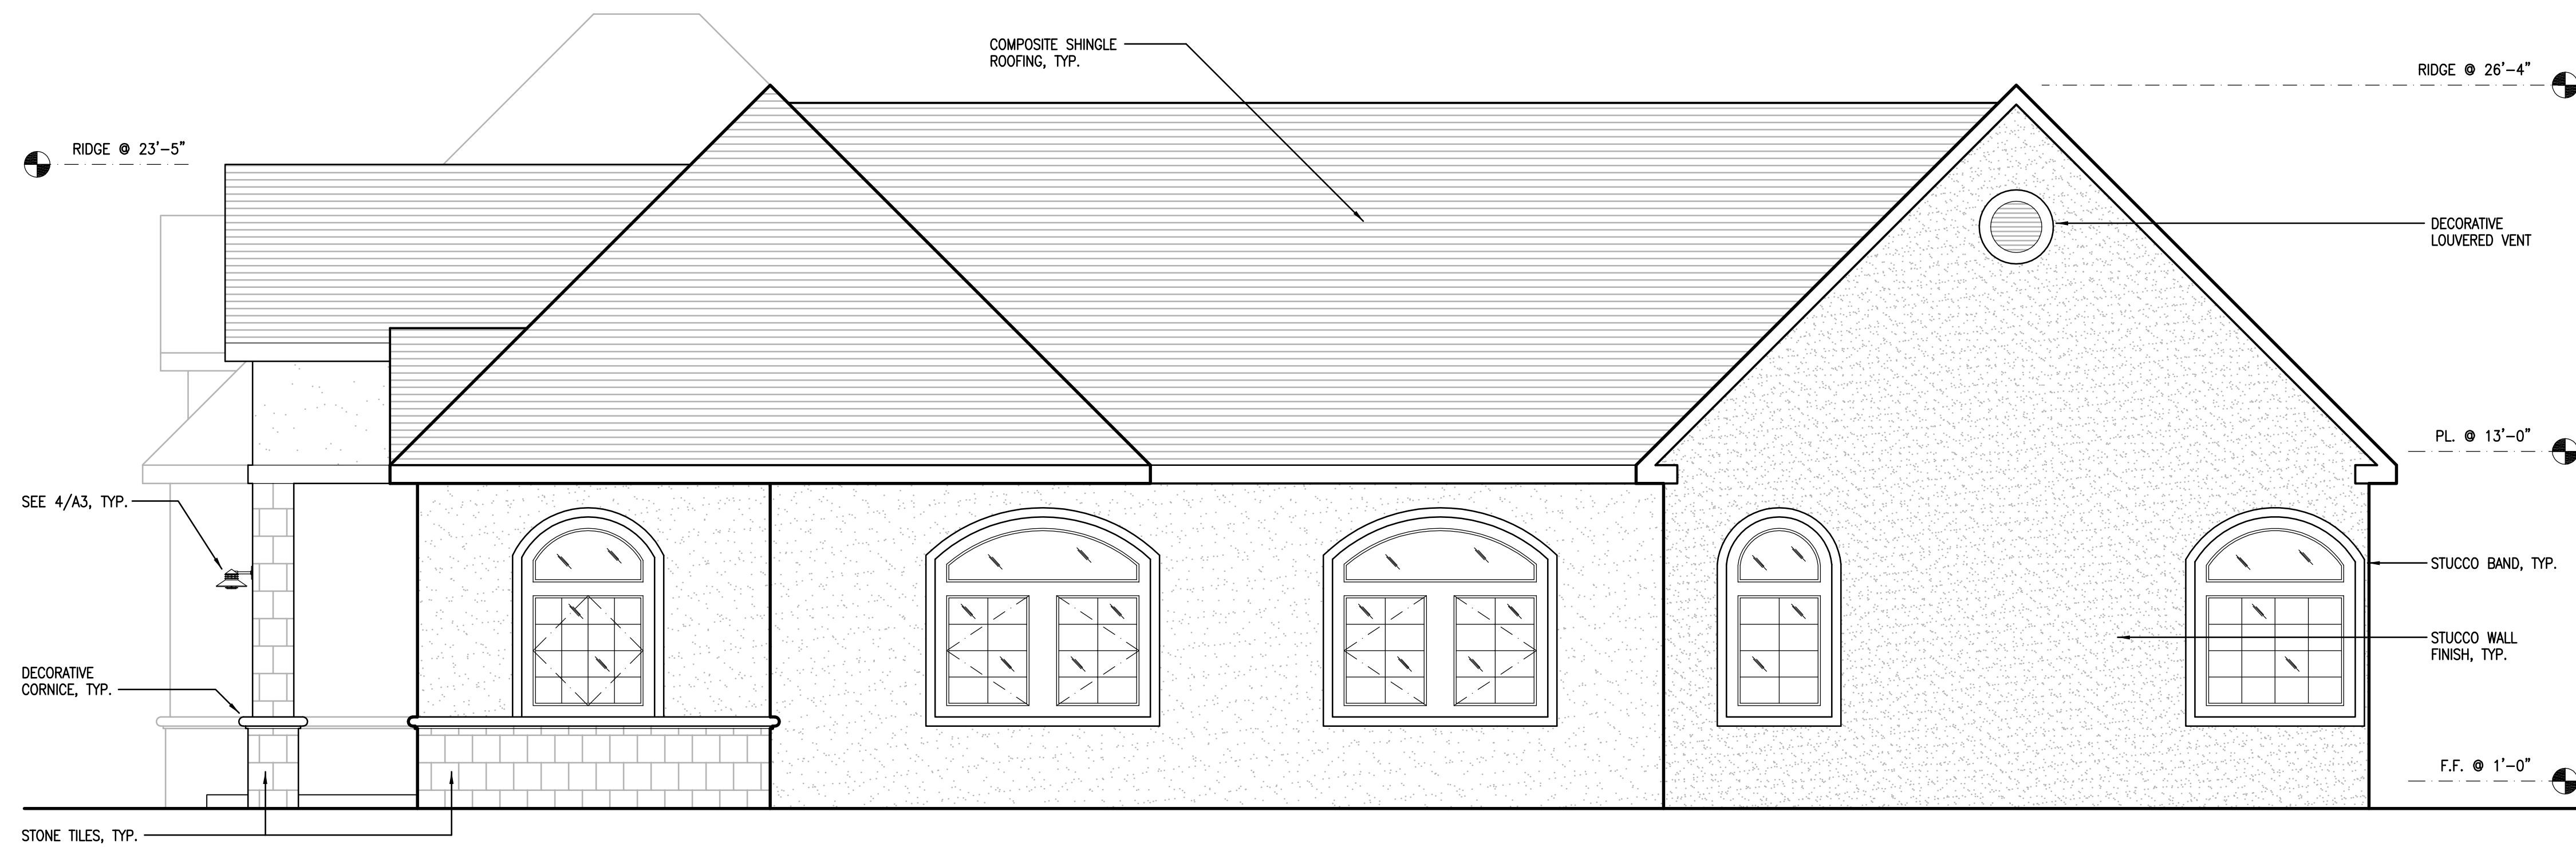 COMPOSITE SHINGLE
ROOFING, TYP.
RIDGE @ 26'-4"
RIDGE @ 23'-5"
DECORATIVE
LOUVERED VENT
PL. @ 13'-0"
SEE 4/A3, TYP.
STUCCO BAND, TYP.
STUCCO WALL
FINISH, TYP.
DECORATIVE
CORNICE, TYP.
F.F. @ 1'-0"
STONE TILES, TYP.